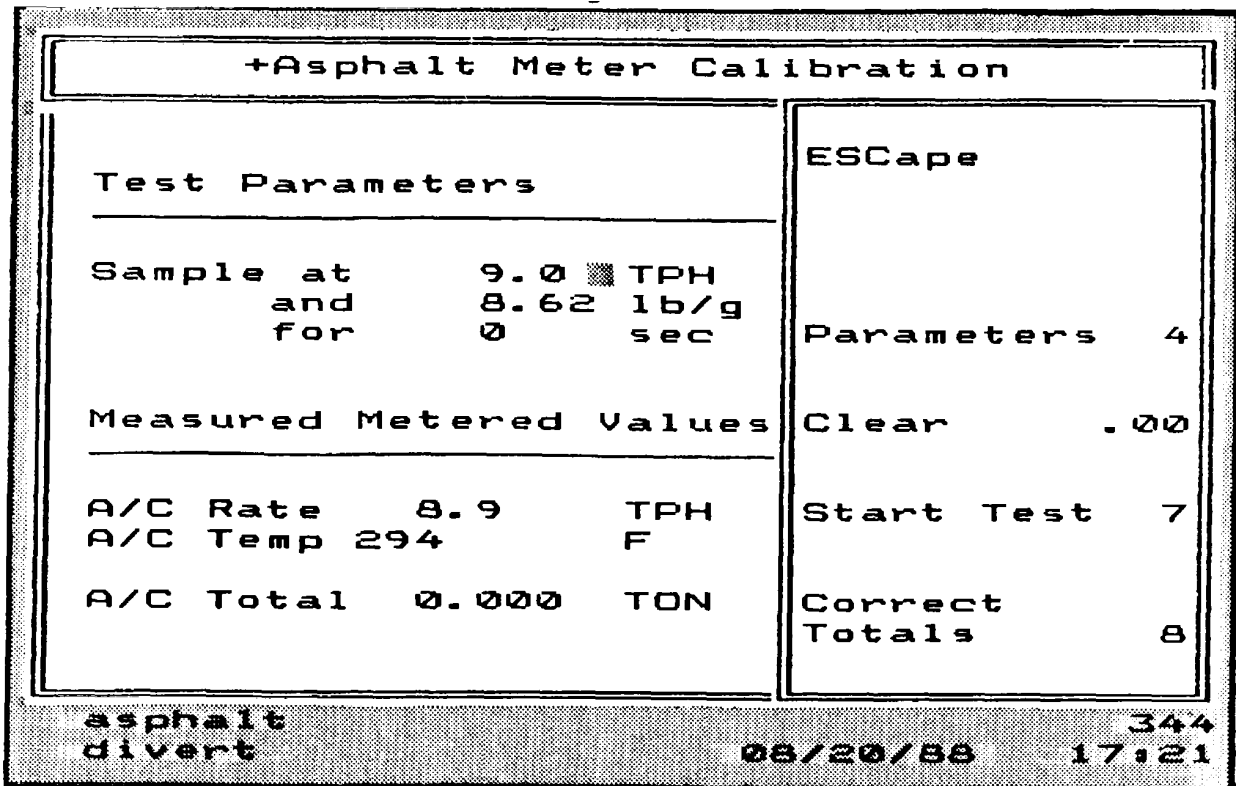 +Asphalt Meter Calibration
Test Parameters
Sample at 9.0 TPH
and 8.62 lb/g
for 0 sec
Measured Metered Values
A/C Rate 8.9 TPH
A/C Temp 294 F
A/C Total 0.000 TON
ESCape
Parameters 4
Clear .00
Start Test 7
Correct
Totals 8
asphalt 344
divert 08/20/88 17:21